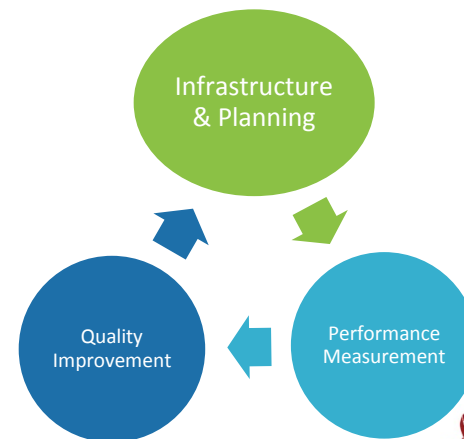 Infrastructure
& Planning
Performance
Measurement
Quality
Improvement